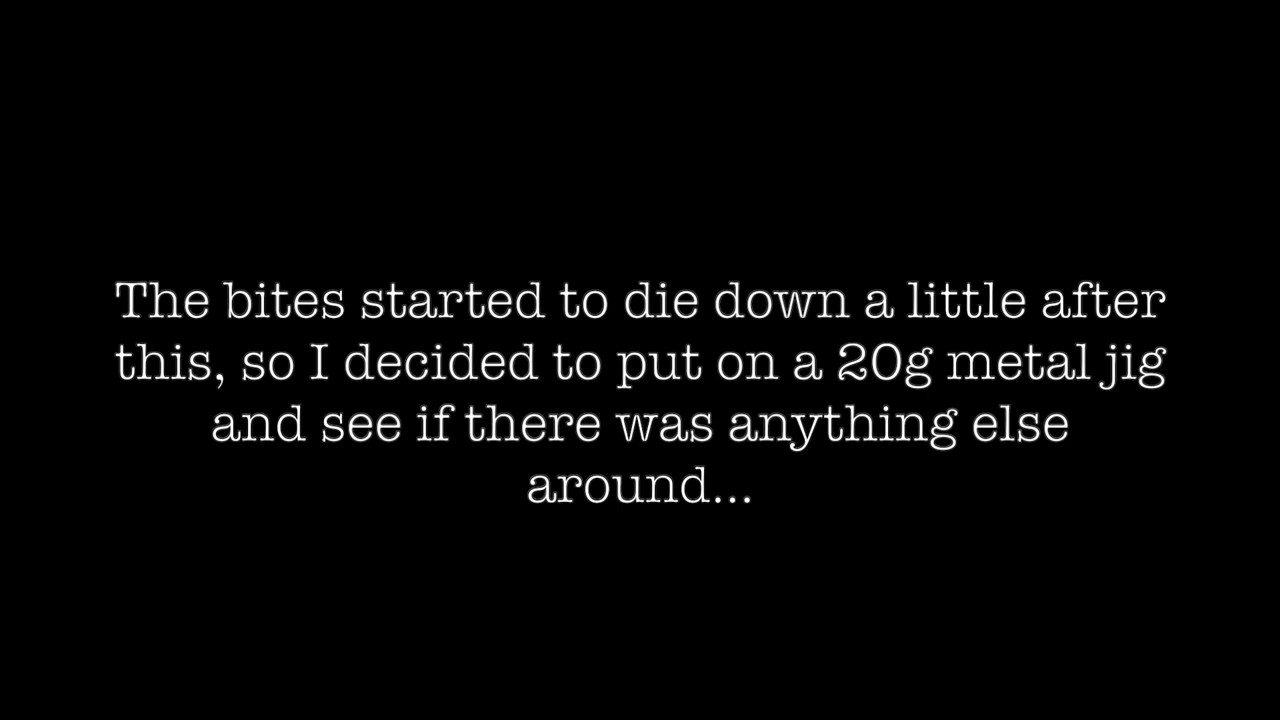 The bites started to die down a little after
this, so I decided to put on a 20g metal jig
and see if there was anything else
around...